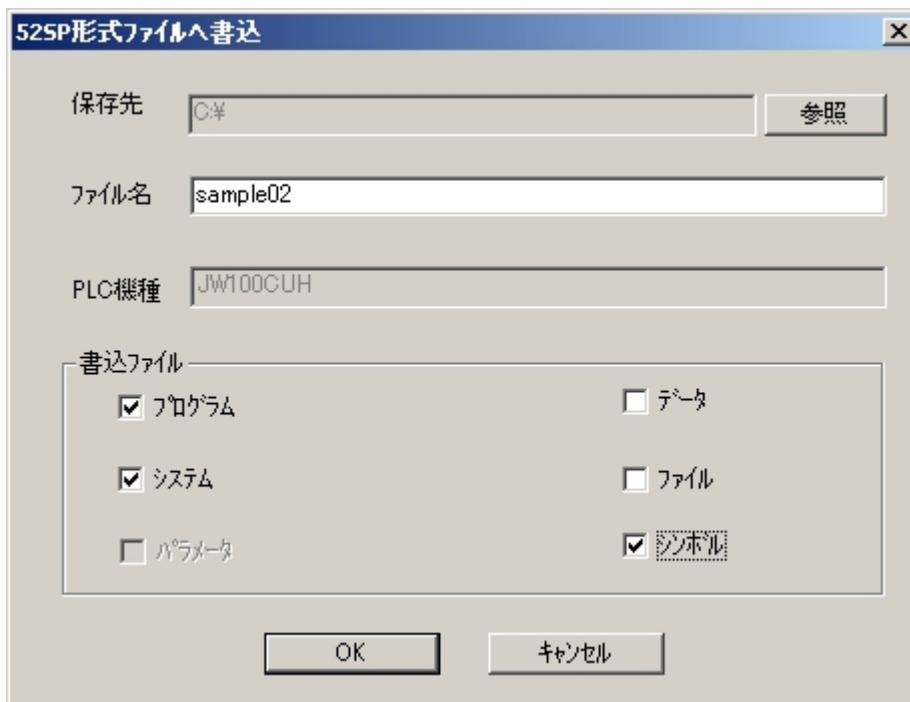 52SP形式ファイルへ書込
保存先 C:¥ 参照
ファイル名 sample02
PLC機種 JW100CUH
書込ファイル
プログラム データ
システム ファイル
パラメータ シンボル
OK キャンセル